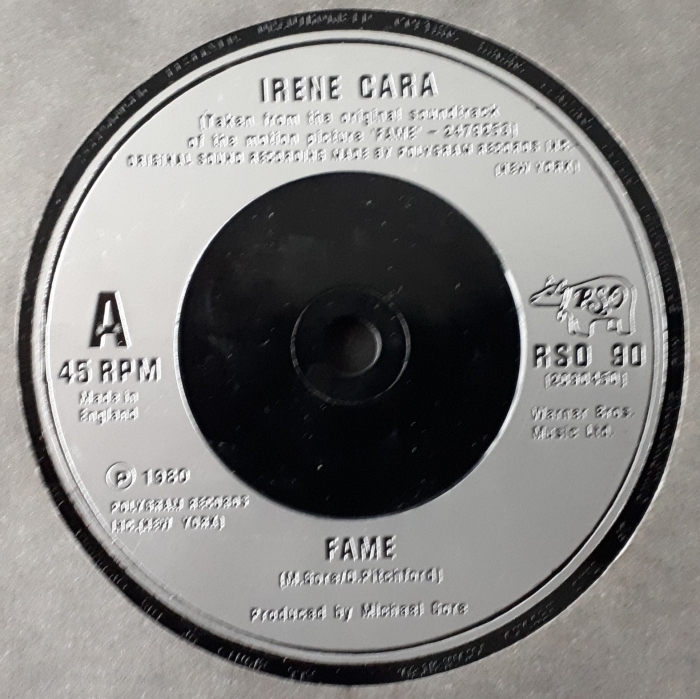 IRENE CARA
(Taken from the original soundtrack
of the motion picture 'FAME' - 2479253)
ORIGINAL SOUND RECORDING MADE BY POLYGRAM RECORDS INC.
(NEW YORK)
A
45 RPM
Made in
England
RSO
RSO 90
(2090450)
Warner Bros.
Music Ltd.
℗ 1980
POLYGRAM RECORDS
INC.(NEW YORK)
FAME
(M.Gore/D.Pitchford)
Produced by Michael Gore